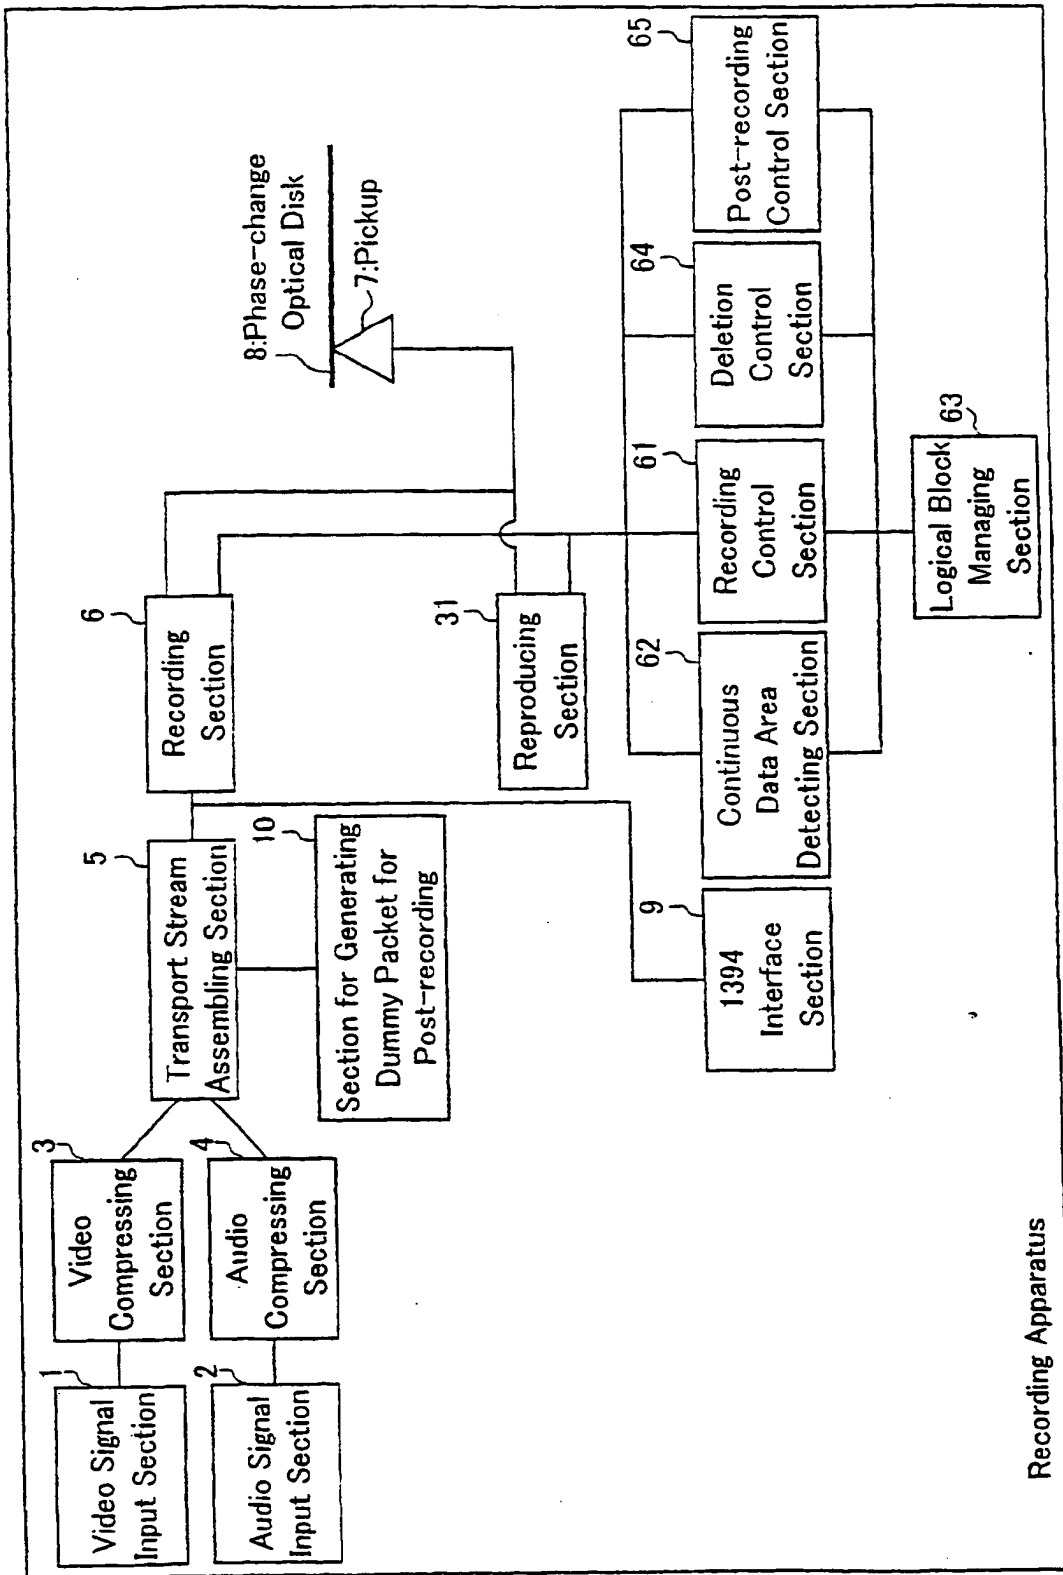 1
Video Signal
Input Section
2
Audio Signal
Input Section
3
Video
Compressing
Section
4
Audio
Compressing
Section
5
Transport Stream
Assembling Section
10
Section for Generating
Dummy Packet for
Post-recording
6
Recording
Section
31
Reproducing
Section
8:Phase-change
Optical Disk
7:Pickup
9
1394
Interface
Section
62
Continuous
Data Area
Detecting Section
61
Recording
Control
Section
64
Deletion
Control
Section
65
Post-recording
Control Section
63
Logical Block
Managing
Section
Recording Apparatus